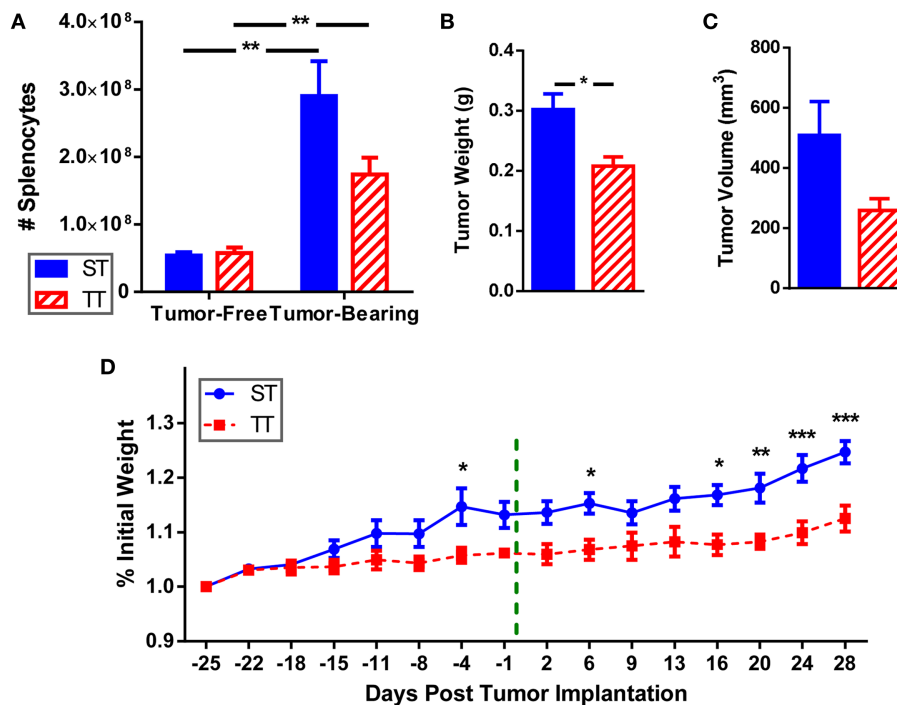 A
# Splenocytes
4.0×10⁸
3.0×10⁸
2.0×10⁸
1.0×10⁸
0
**
**
Tumor-Free Tumor-Bearing
ST
TT
B
Tumor Weight (g)
0.4
0.3
0.2
0.1
0.0
*
C
Tumor Volume (mm³)
800
600
400
200
0
D
ST
TT
% Initial Weight
1.3
1.2
1.1
1.0
0.9
* * * ** *** ***
-25 -22 -18 -15 -11 -8 -4 -1 2 6 9 13 16 20 24 28
Days Post Tumor Implantation